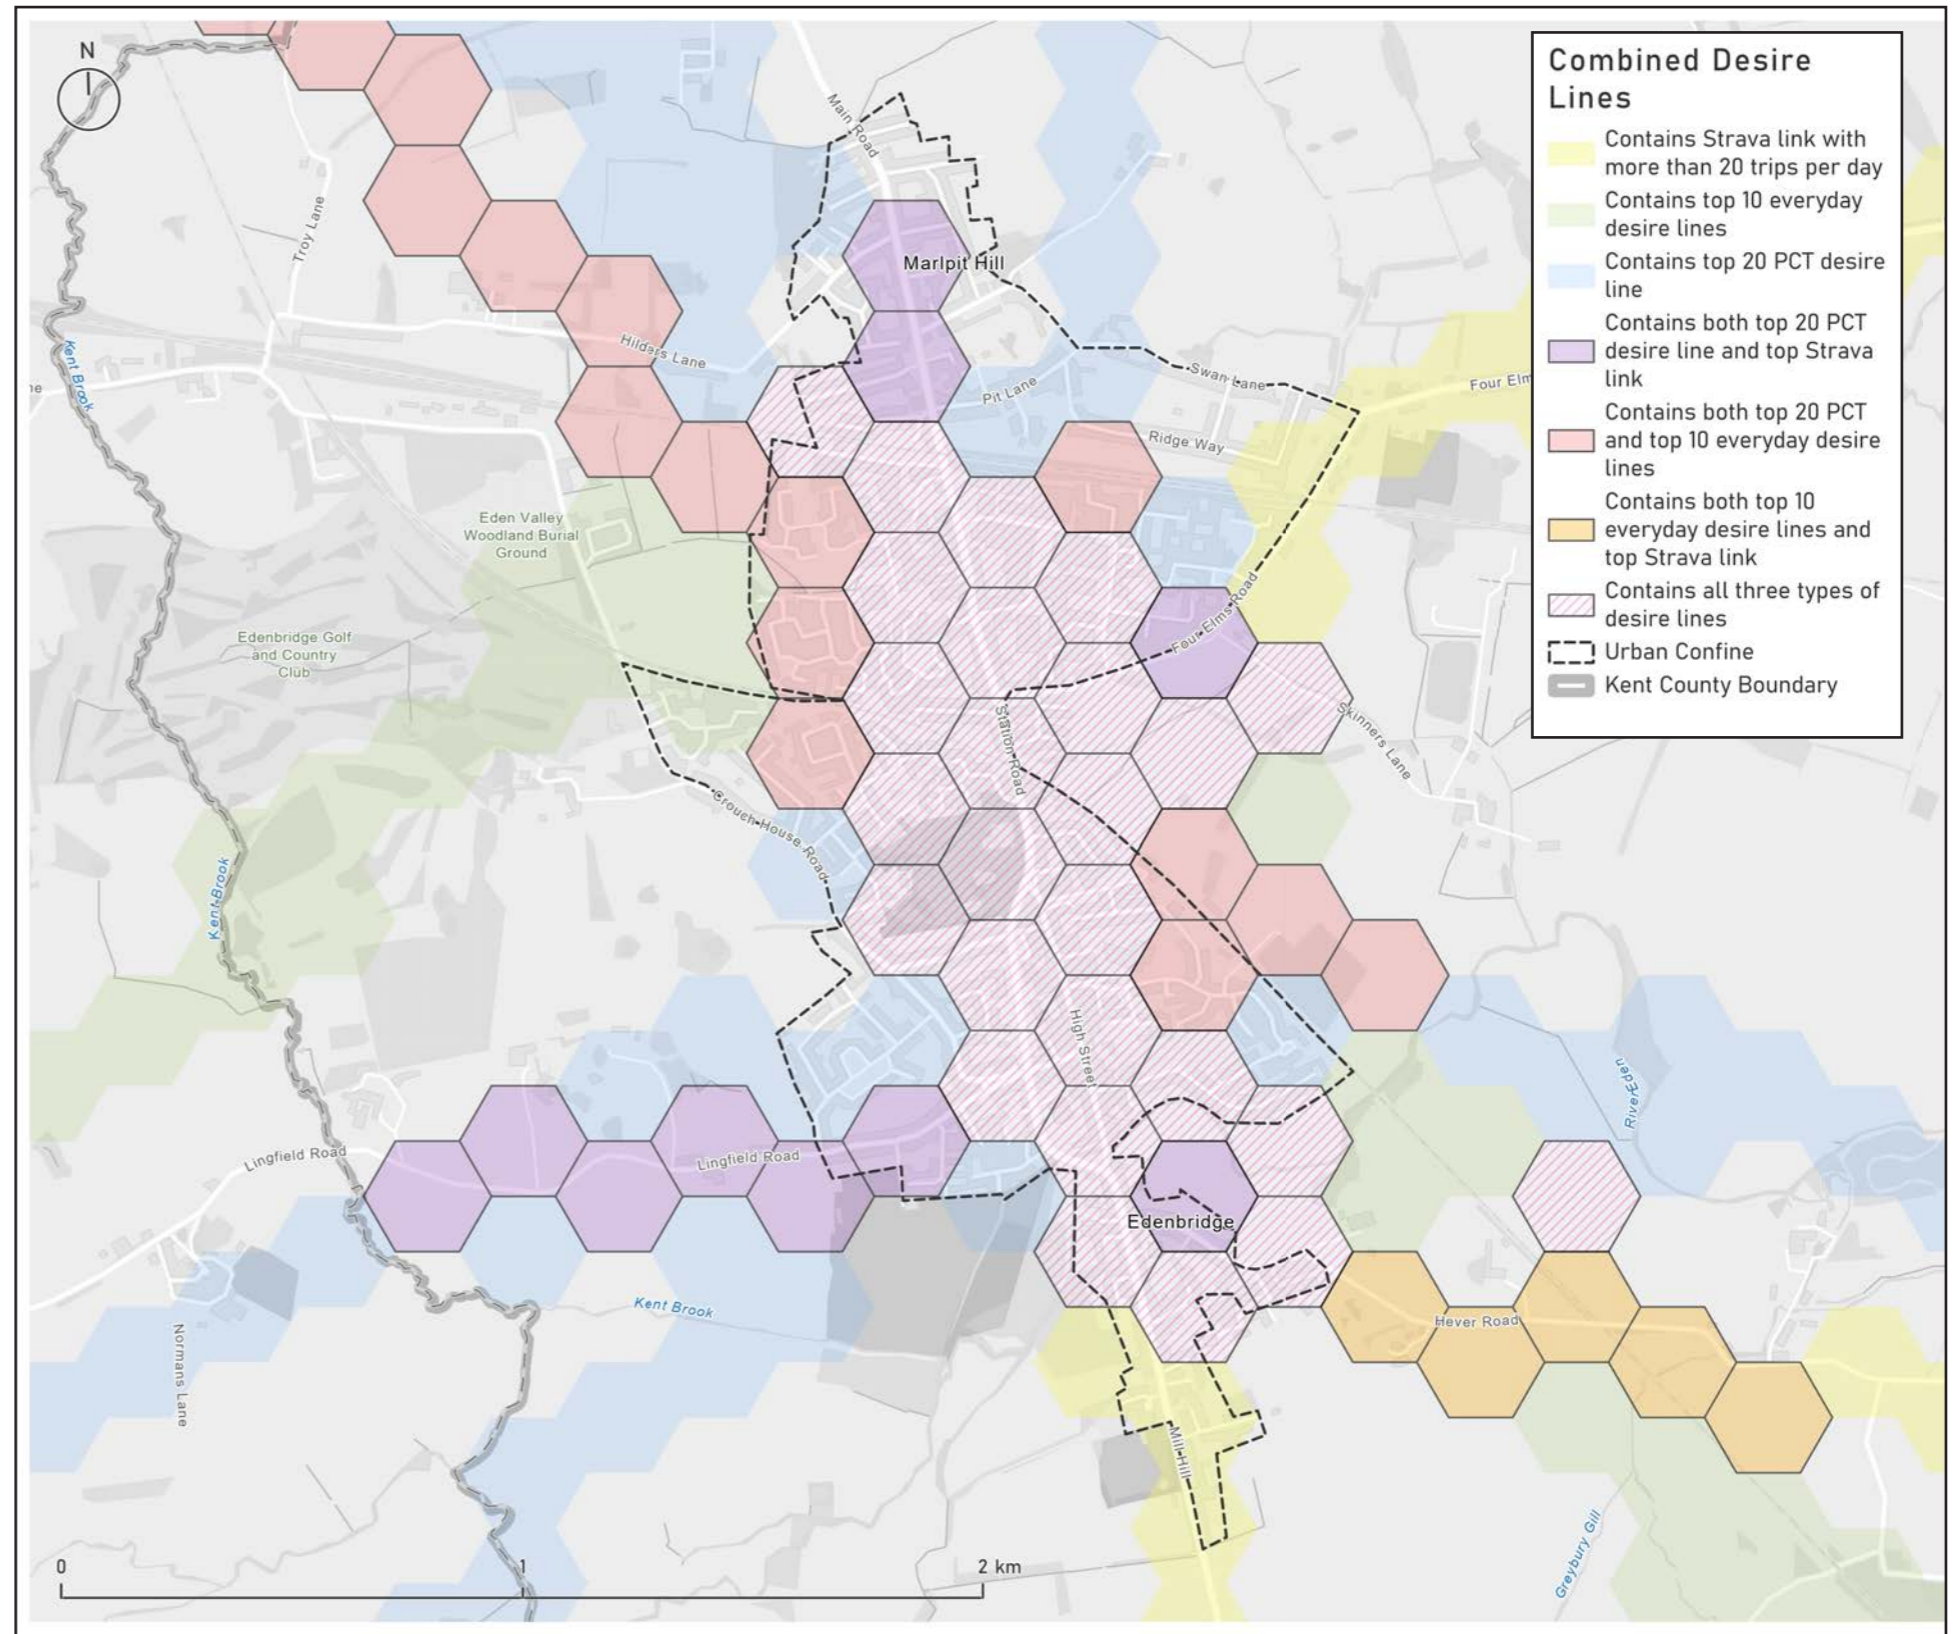 N
Combined Desire
Lines
Contains Strava link with
more than 20 trips per day
Contains top 10 everyday
desire lines
Contains top 20 PCT desire
line
Contains both top 20 PCT
desire line and top Strava
link
Contains both top 20 PCT
and top 10 everyday desire
lines
Contains both top 10
everyday desire lines and
top Strava link
Contains all three types of
desire lines
Urban Confine
Kent County Boundary
Main Road
Troy Lane
Marlpit Hill
Hilders Lane
Kent Brook
ne
Pit Lane
Swan Lane
Four Elm
Ridge Way
Eden Valley
Woodland Burial
Ground
Edenbridge Golf
and Country
Club
Four Elms Road
Station Road
Skinners Lane
Crouch House Road
Kent Brook
High Street
River Eden
Lingfield Road
Lingfield Road
Edenbridge
Kent Brook
Hever Road
Normans Lane
Mill Hill
Greybury Gill
0 1 2 km